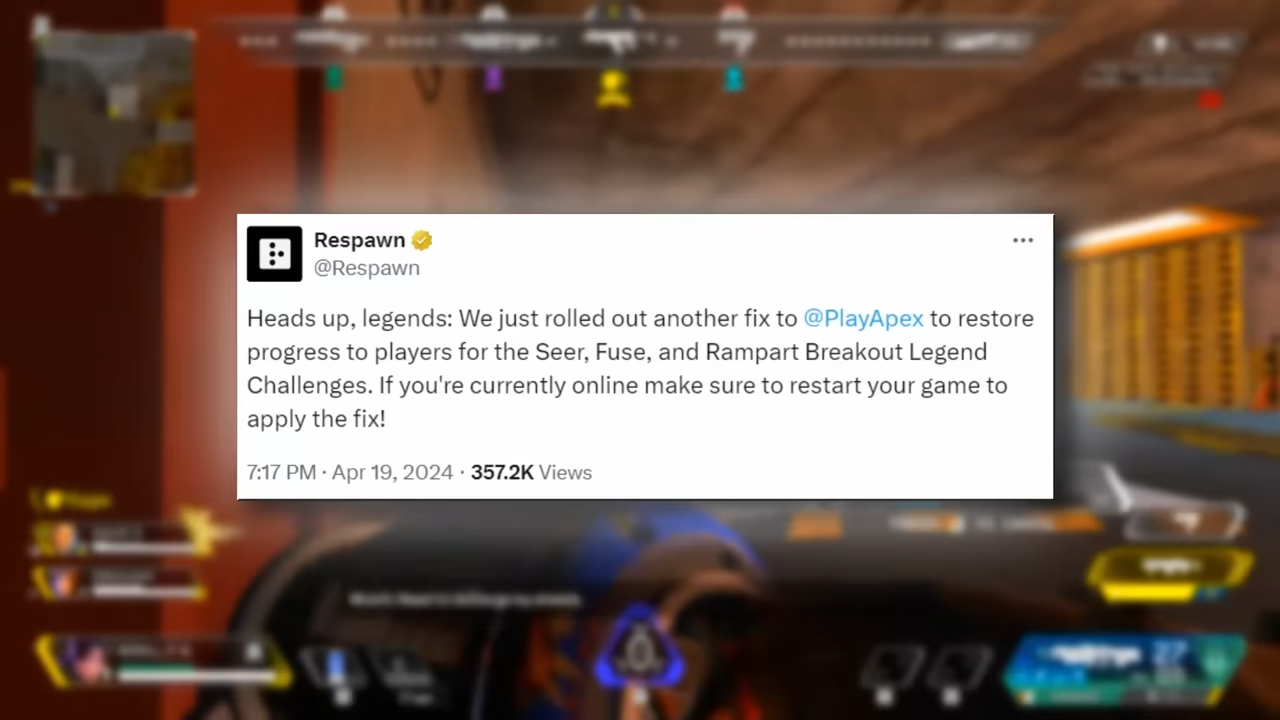 Respawn
@Respawn
Heads up, legends: We just rolled out another fix to @PlayApex to restore
progress to players for the Seer, Fuse, and Rampart Breakout Legend
Challenges. If you're currently online make sure to restart your game to
apply the fix!
7:17 PM · Apr 19, 2024 · 357.2K Views